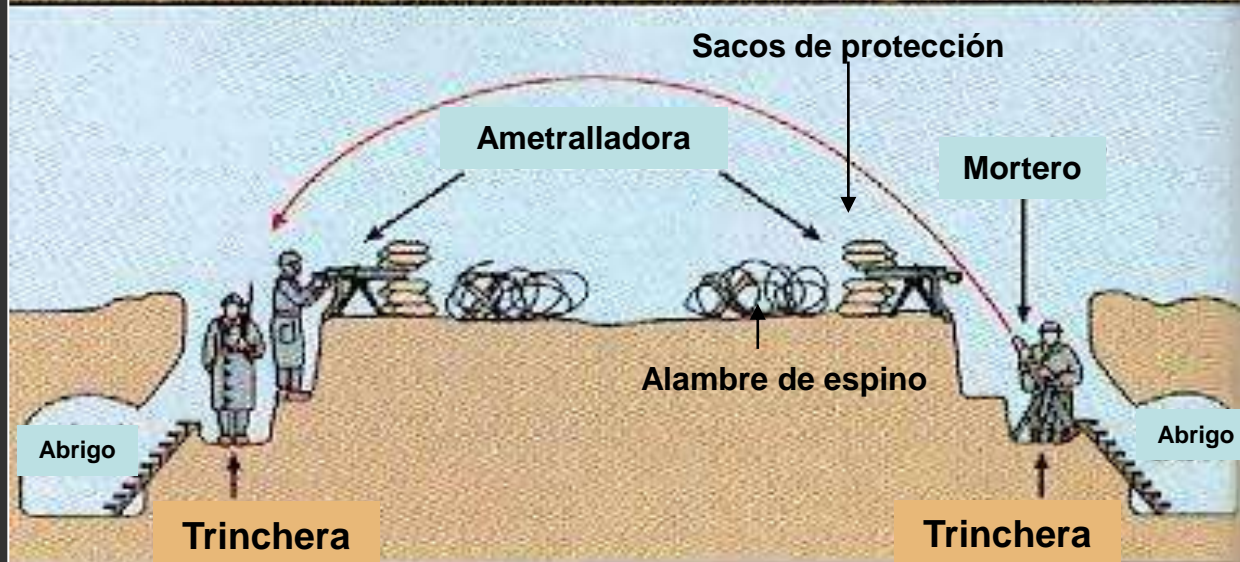 Sacos de protección
Ametralladora
Mortero
Alambre de espino
Abrigo
Abrigo
Trinchera
Trinchera